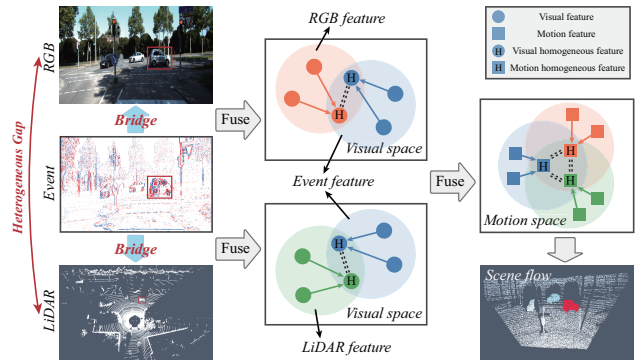 RGB
Event
LiDAR
Heterogeneous Gap
Bridge
Bridge
Fuse
Fuse
RGB feature
H
H
Visual space
Event feature
H
H
Visual space
LiDAR feature
Fuse
Visual feature
Motion feature
H Visual homogeneous feature
H Motion homogeneous feature
H
H
H
Motion space
Scene flow